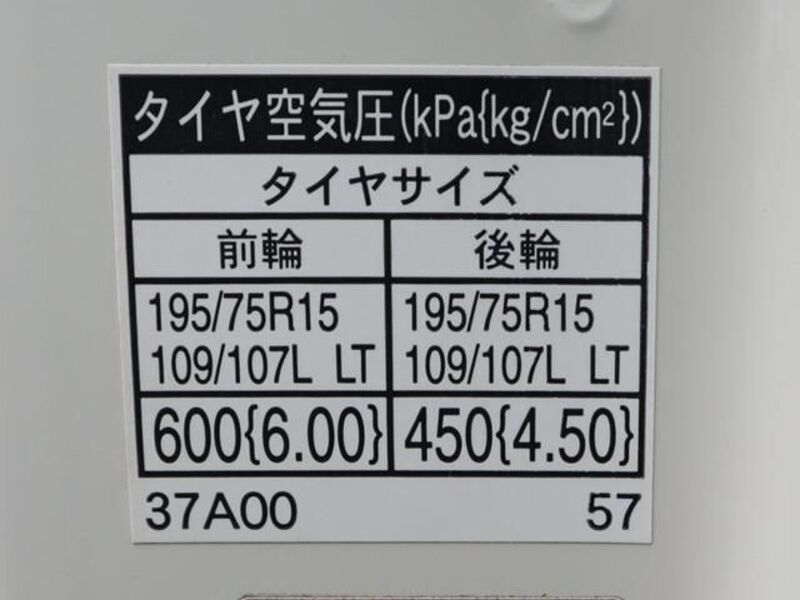 タイヤ空気圧(kPa{kg/cm²})
タイヤサイズ
前輪 後輪
195/75R15 195/75R15
109/107L LT 109/107L LT
600{6.00} 450{4.50}
37A00 57